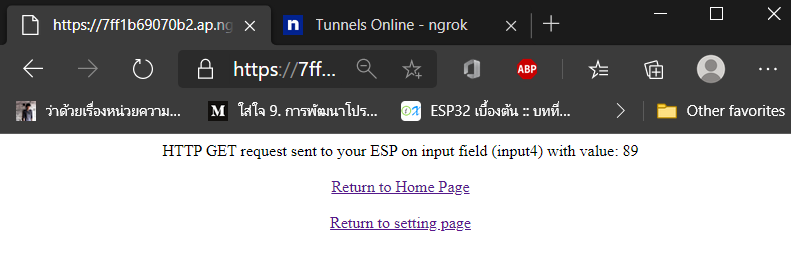 https://7ff1b69070b2.ap.ng
n Tunnels Online - ngrok
https://7ff...
ABP
ว่าด้วยเรื่องหน่วยความ...
M ใส่ใจ 9. การพัฒนาโปร...
ESP32 เบื้องต้น :: บทที่...
Other favorites
HTTP GET request sent to your ESP on input field (input4) with value: 89
Return to Home Page
Return to setting page